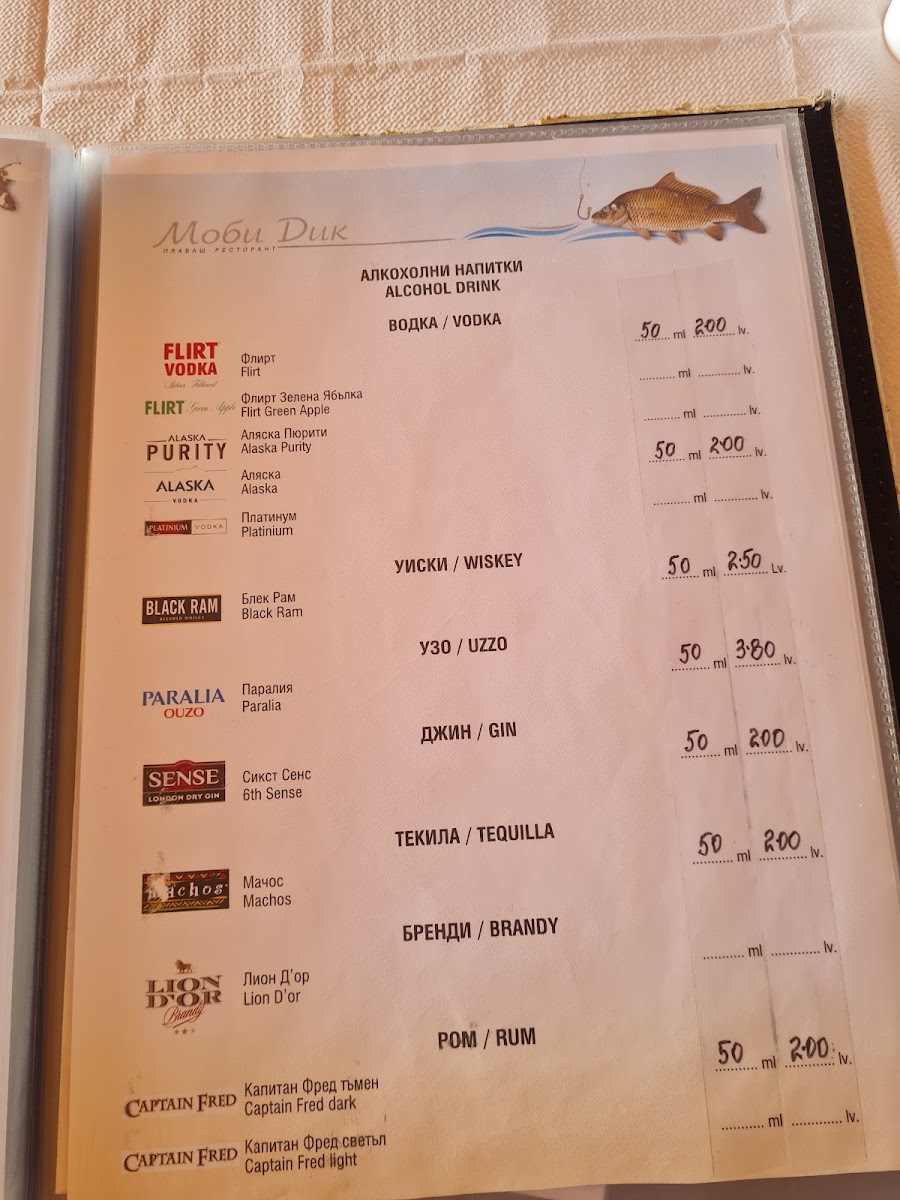 Моби Дик
ПЛАВАЩ РЕСТОРАНТ
АЛКОХОЛНИ НАПИТКИ
ALCOHOL DRINK
ВОДКА / VODKA
50 ml 2.00 lv.
FLIRT
VODKA
Silver Filtered
Флирт
Flirt
.......... ml ............ lv.
FLIRT Green Apple
Флирт Зелена Ябълка
Flirt Green Apple
.......... ml ............ lv.
ALASKA
PURITY
Аляска Пюрити
Alaska Purity
50 ml 2.00 lv.
ALASKA
VODKA
Аляска
Alaska
.......... ml ............ lv.
PLATINIUM VODKA
Платинум
Platinium
УИСКИ / WISKEY
50 ml 2.50 Lv.
BLACK RAM
BLENDED WHISKY
Блек Рам
Black Ram
УЗО / UZZO
50 ml 3.80 lv.
PARALIA
OUZO
Паралия
Paralia
ДЖИН / GIN
50 ml 2.00 lv.
SENSE
LONDON DRY GIN
Сикст Сенс
6th Sense
ТЕКИЛА / TEQUILLA
50 ml 2.00 lv.
machos
Мачос
Machos
БРЕНДИ / BRANDY
.......... ml ............ lv.
LION
D'OR
Brandy
Лион Д'ор
Lion D'or
РОМ / RUM
50 ml 2.00 lv.
CAPTAIN FRED
Капитан Фред тъмен
Captain Fred dark
.......... ml ............ lv.
CAPTAIN FRED
Капитан Фред светъл
Captain Fred light